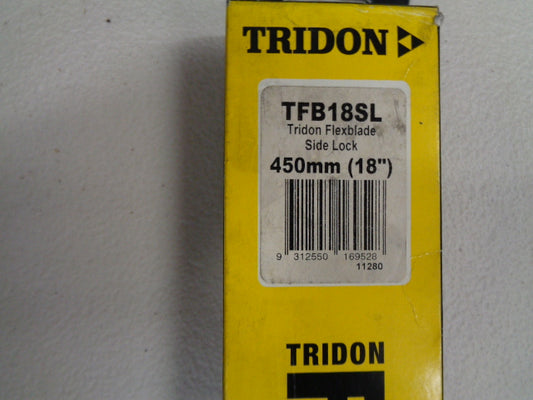 TRIDON
TFB18SL
Tridon Flexblade
Side Lock
450mm (18")
9 312550 169528
11280
TRIDON